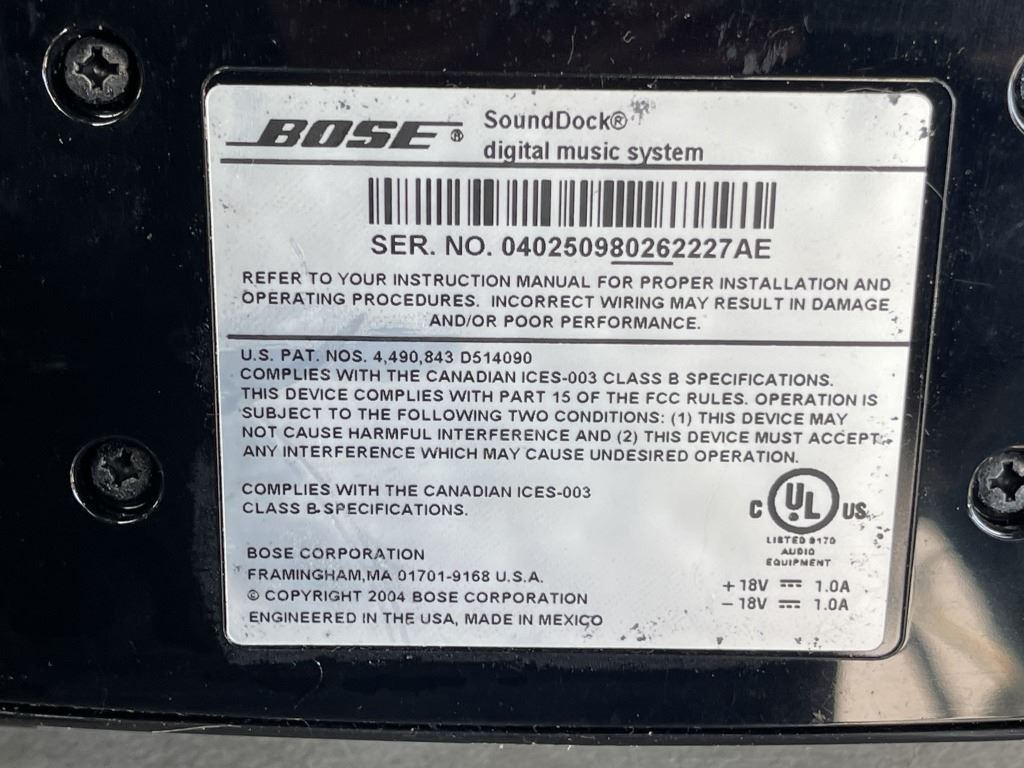 BOSE® SoundDock®
digital music system
SER. NO. 040250980262227AE
REFER TO YOUR INSTRUCTION MANUAL FOR PROPER INSTALLATION AND
OPERATING PROCEDURES. INCORRECT WIRING MAY RESULT IN DAMAGE
AND/OR POOR PERFORMANCE.
U.S. PAT. NOS. 4,490,843 D514090
COMPLIES WITH THE CANADIAN ICES-003 CLASS B SPECIFICATIONS.
THIS DEVICE COMPLIES WITH PART 15 OF THE FCC RULES. OPERATION IS
SUBJECT TO THE FOLLOWING TWO CONDITIONS: (1) THIS DEVICE MAY
NOT CAUSE HARMFUL INTERFERENCE AND (2) THIS DEVICE MUST ACCEPT
ANY INTERFERENCE WHICH MAY CAUSE UNDESIRED OPERATION.
COMPLIES WITH THE CANADIAN ICES-003
CLASS B SPECIFICATIONS.
C UL US
LISTED 9170
AUDIO
EQUIPMENT
BOSE CORPORATION
FRAMINGHAM,MA 01701-9168 U.S.A.
© COPYRIGHT 2004 BOSE CORPORATION
ENGINEERED IN THE USA, MADE IN MEXICO
+ 18V ⎓ 1.0A
− 18V ⎓ 1.0A